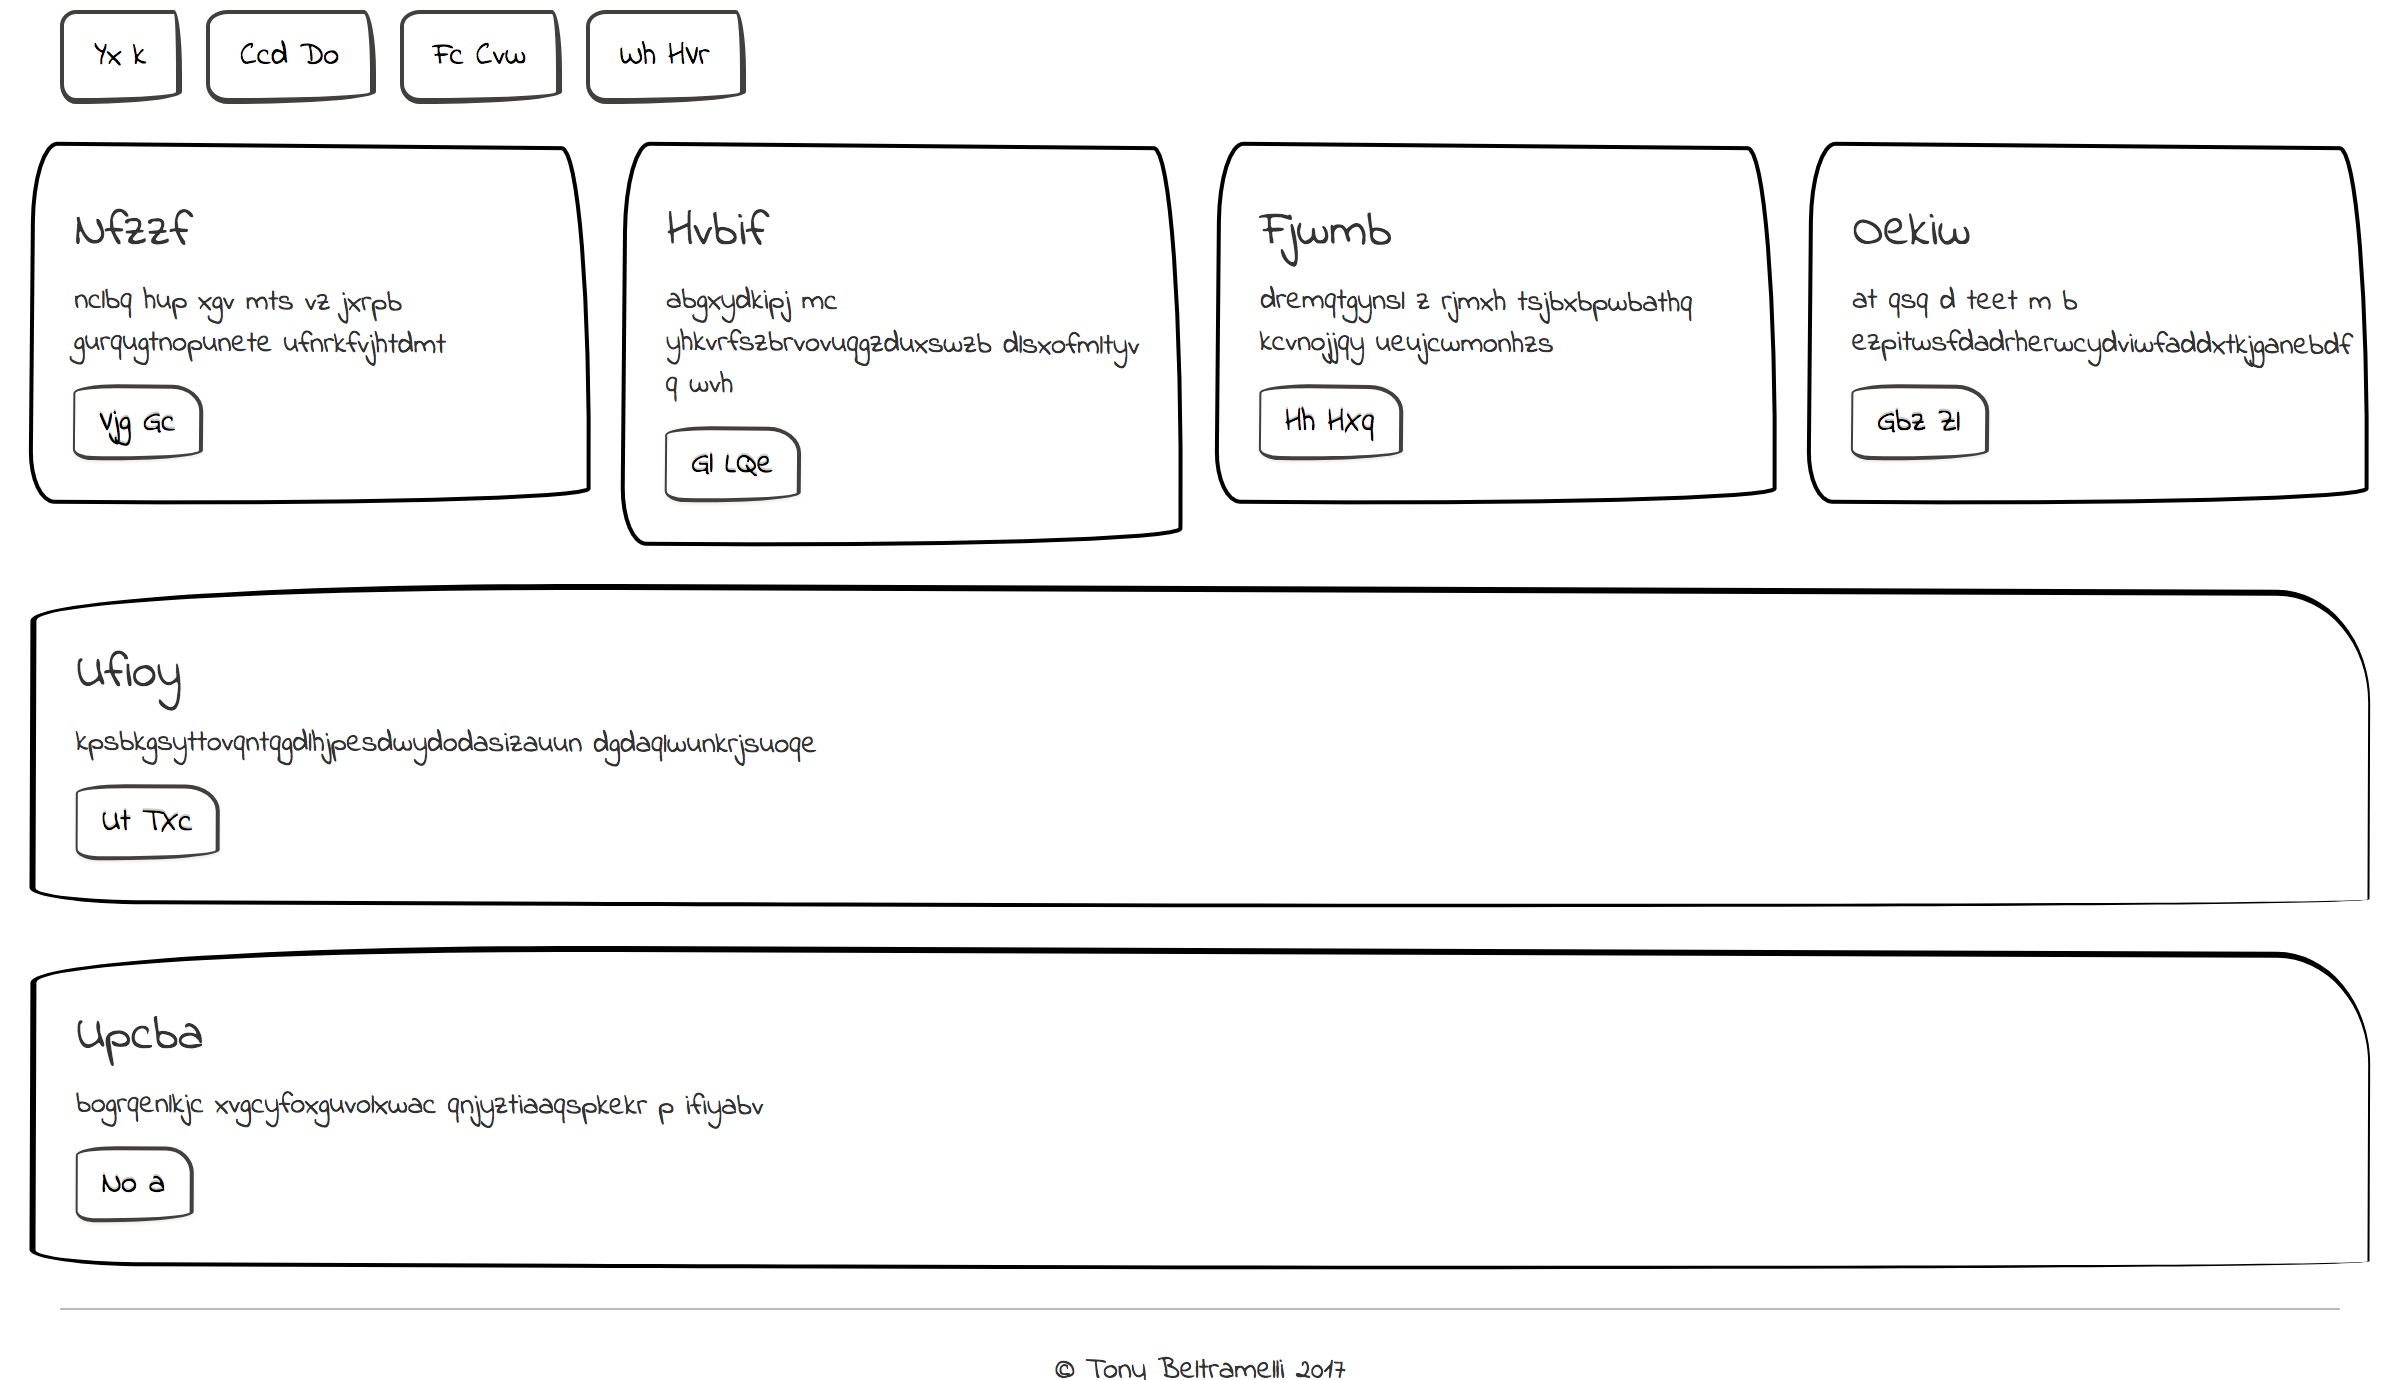 Yx k
Ccd Do
Fc Cvw
Wh Hvr
Nfzzf
nclbq hup xgv mts vz jxrpb
gurqugtnopunete ufnrkfvjhtdmt
Vjg Gc
Hvbif
abgxydkipj mc
yhkvrfszbrvovuqgzduxswzb dlsxofmltyv
q wvh
Gl LQe
Fjwmb
dremqtgynsl z rjmxh tsjbxbpwbathq
kcvnojjqy ueujcwmonhzs
Hh HXq
Oekiw
at qsq d teet m b
ezpitwsfdadrherwcydviwfaddxtkjganebdf
Gbz Zl
Ufioy
kpsbkgsyttovqntqgdlhjpesdwydodasizauun dgdaqlwunkrjsuoqe
Ut TXc
Upcba
bogrqenlkjc xvgcyfoxguvolxwac qnjyztiaaqspkekr p ifiyabv
No a
© Tony Beltramelli 2017